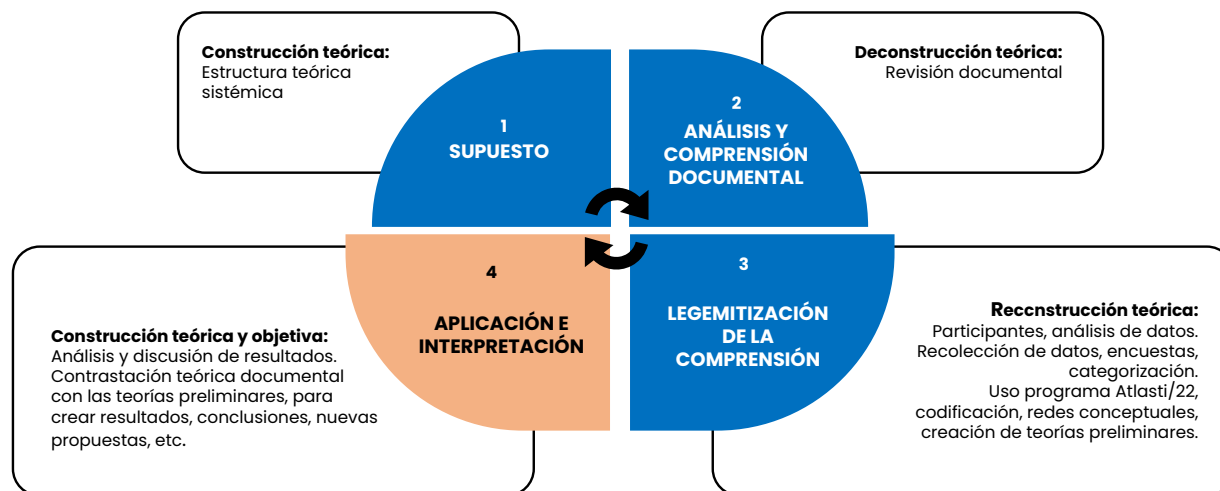 Construcción teórica:
Estructura teórica
sistémica
1
SUPUESTO
2
ANÁLISIS Y
COMPRENSIÓN
DOCUMENTAL
Deconstrucción teórica:
Revisión documental
Construcción teórica y objetiva:
Análisis y discusión de resultados.
Contrastación teórica documental
con las teorías preliminares, para
crear resultados, conclusiones, nuevas
propuestas, etc.
4
APLICACIÓN E
INTERPRETACIÓN
3
LEGEMITIZACIÓN
DE LA
COMPRENSIÓN
Reccnstrucción teórica:
Participantes, análisis de datos.
Recolección de datos, encuestas,
categorización.
Uso programa Atlasti/22,
codificación, redes conceptuales,
creación de teorías preliminares.